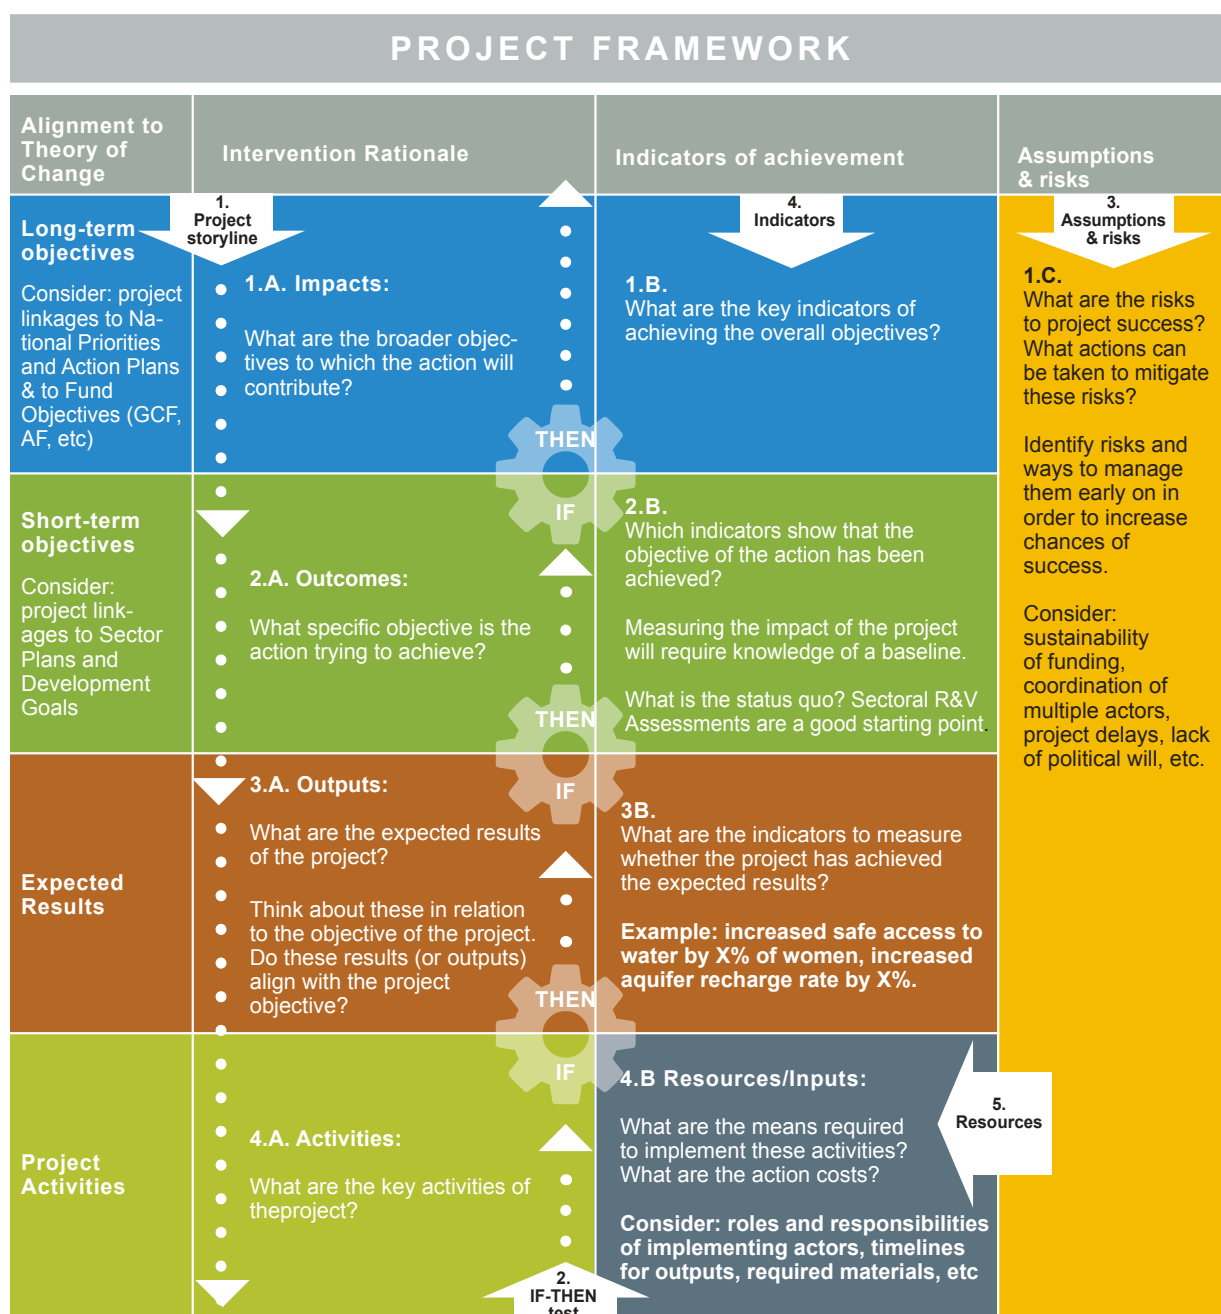 PROJECT FRAMEWORK
Alignment to
Theory of
Change
Intervention Rationale
Indicators of achievement
Assumptions
& risks
1.
Project
storyline
4.
Indicators
3.
Assumptions
& risks
Long-term
objectives
Consider: project
linkages to Na-
tional Priorities
and Action Plans
& to Fund
Objectives (GCF,
AF, etc)
1.A. Impacts:
What are the broader objec-
tives to which the action will
contribute?
THEN
IF
1.B.
What are the key indicators of
achieving the overall objectives?
1.C.
What are the risks
to project success?
What actions can
be taken to mitigate
these risks?
Identify risks and
ways to manage
them early on in
order to increase
chances of
success.
Consider:
sustainability
of funding,
coordination of
multiple actors,
project delays, lack
of political will, etc.
Short-term
objectives
Consider:
project link-
ages to Sector
Plans and
Development
Goals
2.A. Outcomes:
What specific objective is the
action trying to achieve?
THEN
IF
2.B.
Which indicators show that the
objective of the action has been
achieved?
Measuring the impact of the project
will require knowledge of a baseline.
What is the status quo? Sectoral R&V
Assessments are a good starting point.
Expected
Results
3.A. Outputs:
What are the expected results
of the project?
Think about these in relation
to the objective of the project.
Do these results (or outputs)
align with the project
objective?
THEN
IF
3B.
What are the indicators to measure
whether the project has achieved
the expected results?
Example: increased safe access to
water by X% of women, increased
aquifer recharge rate by X%.
Project
Activities
4.A. Activities:
What are the key activities of
theproject?
2.
IF-THEN
test
4.B Resources/Inputs:
What are the means required
to implement these activities?
What are the action costs?
Consider: roles and responsibilities
of implementing actors, timelines
for outputs, required materials, etc
5.
Resources